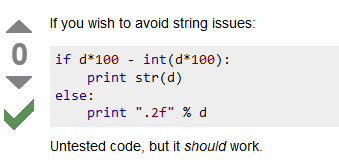 If you wish to avoid string issues:
0
if d*100 - int(d*100):
    print str(d)
else:
    print ".2f" % d
Untested code, but it should work.